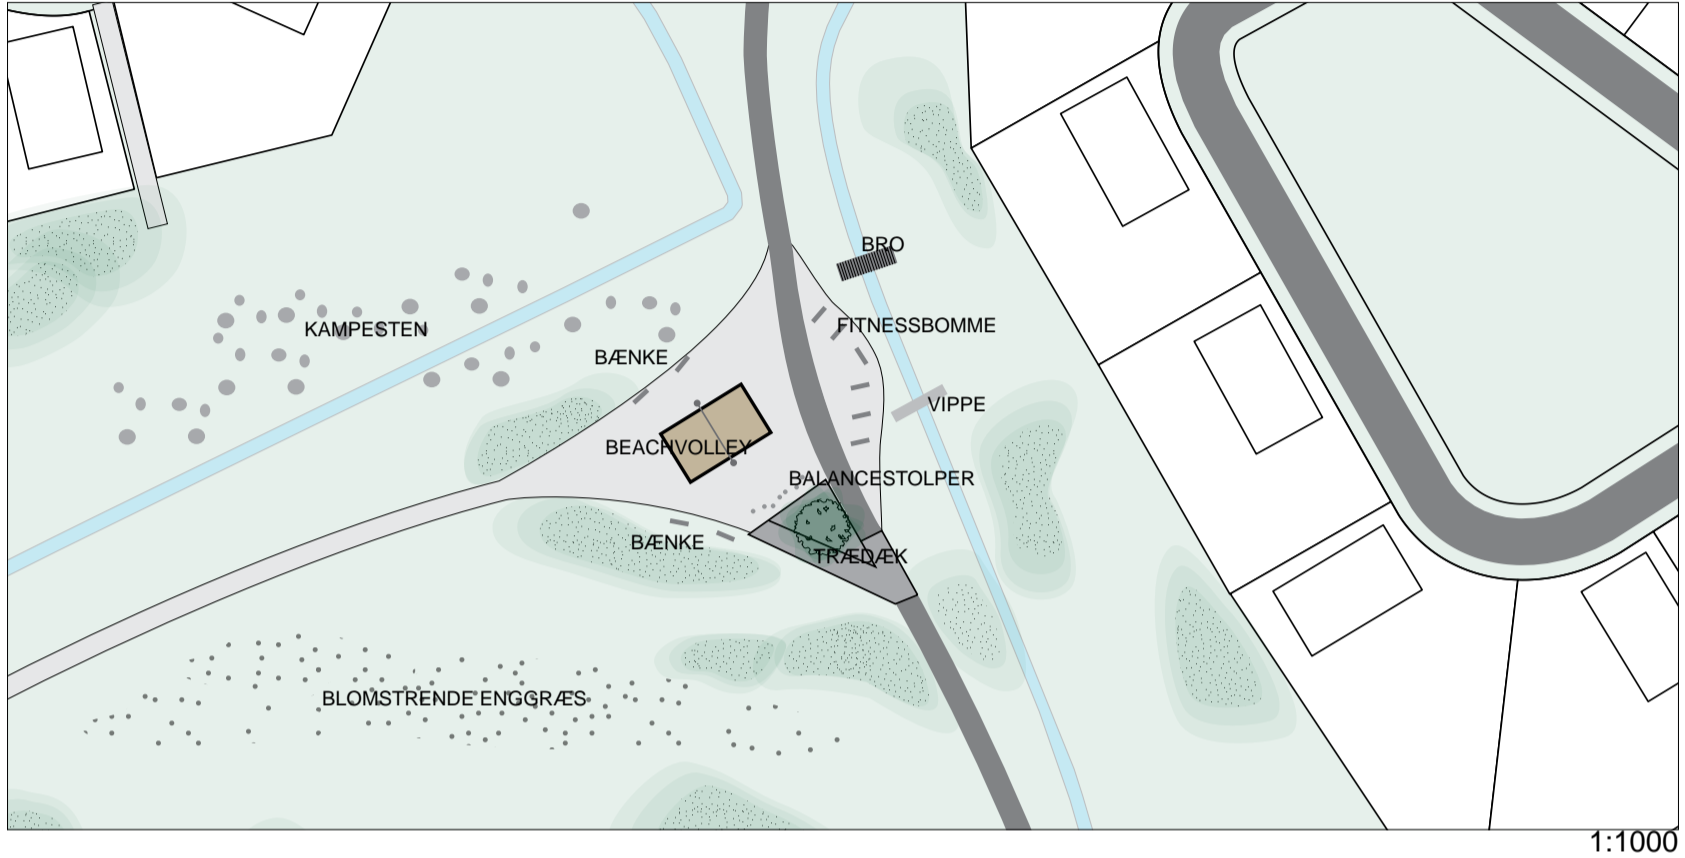 BRO
FITNESSBOMME
KAMPESTEN
BÆNKE
VIPPE
BEACHVOLLEY
BALANCESTOLPER
BÆNKE
TRÆDÆK
BLOMSTRENDE ENGGRÆS
1:1000